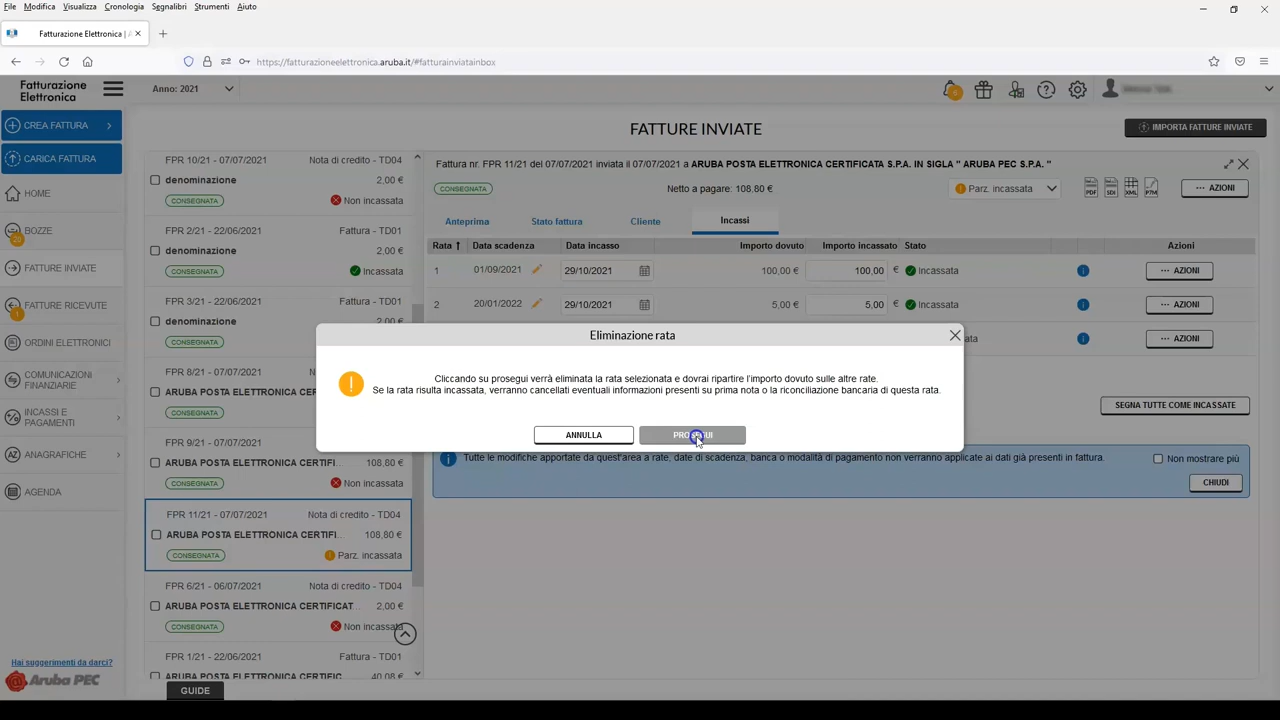 File Modifica Visualizza Cronologia Segnalibri Strumenti Aiuto
Fatturazione Elettronica |
https://fatturazioneelettronica.aruba.it/#fatturainviatainbox
Fatturazione
Elettronica
Anno: 2021
CREA FATTURA
CARICA FATTURA
HOME
BOZZE
FATTURE INVIATE
FATTURE RICEVUTE
1
ORDINI ELETTRONICI
COMUNICAZIONI
FINANZIARIE
INCASSI E
PAGAMENTI
ANAGRAFICHE
AGENDA
Hai suggerimenti da darci?
Aruba PEC
FATTURE INVIATE
IMPORTA FATTURE INVIATE
FPR 10/21 - 07/07/2021 Nota di credito - TD04
denominazione 2,00 €
CONSEGNATA Non incassata
FPR 2/21 - 22/06/2021 Fattura - TD01
denominazione 2,00 €
CONSEGNATA Incassata
FPR 3/21 - 22/06/2021 Fattura - TD01
denominazione 2,00 €
CONSEGNATA
FPR 8/21 - 07/07/2021
ARUBA POSTA ELETTRONICA
CONSEGNATA
FPR 9/21 - 07/07/2021
ARUBA POSTA ELETTRONICA CERTIFI... 108,80 €
CONSEGNATA Non incassata
FPR 11/21 - 07/07/2021 Nota di credito - TD04
ARUBA POSTA ELETTRONICA CERTIFI... 108,80 €
CONSEGNATA Parz. incassata
FPR 6/21 - 06/07/2021 Nota di credito - TD04
ARUBA POSTA ELETTRONICA CERTIFICAT... 2,00 €
CONSEGNATA Non incassata
FPR 1/21 - 22/06/2021 Fattura - TD01
ARUBA POSTA ELETTRONICA CERTIFIC... 40,08 €
GUIDE
Fattura nr. FPR 11/21 del 07/07/2021 inviata il 07/07/2021 a ARUBA POSTA ELETTRONICA CERTIFICATA S.P.A. IN SIGLA " ARUBA PEC S.P.A. "
CONSEGNATA Netto a pagare: 108.80 € Parz. incassata PDF SDI XML P7M ··· AZIONI
Anteprima Stato fattura Cliente Incassi
Rata Data scadenza Data incasso Importo dovuto Importo incassato Stato Azioni
1 01/09/2021 29/10/2021 100,00 € 100,00 € Incassata ··· AZIONI
2 20/01/2022 29/10/2021 5,00 € 5,00 € Incassata ··· AZIONI
ata ··· AZIONI
SEGNA TUTTE COME INCASSATE
Eliminazione rata
Cliccando su prosegui verrà eliminata la rata selezionata e dovrai ripartire l'importo dovuto sulle altre rate.
Se la rata risulta incassata, verranno cancellati eventuali informazioni presenti su prima nota o la riconciliazione bancaria di questa rata.
ANNULLA PROSEGUI
Tutte le modifiche apportate da quest'area a rate, date di scadenza, banca o modalità di pagamento non verranno applicate ai dati già presenti in fattura. Non mostrare più
CHIUDI